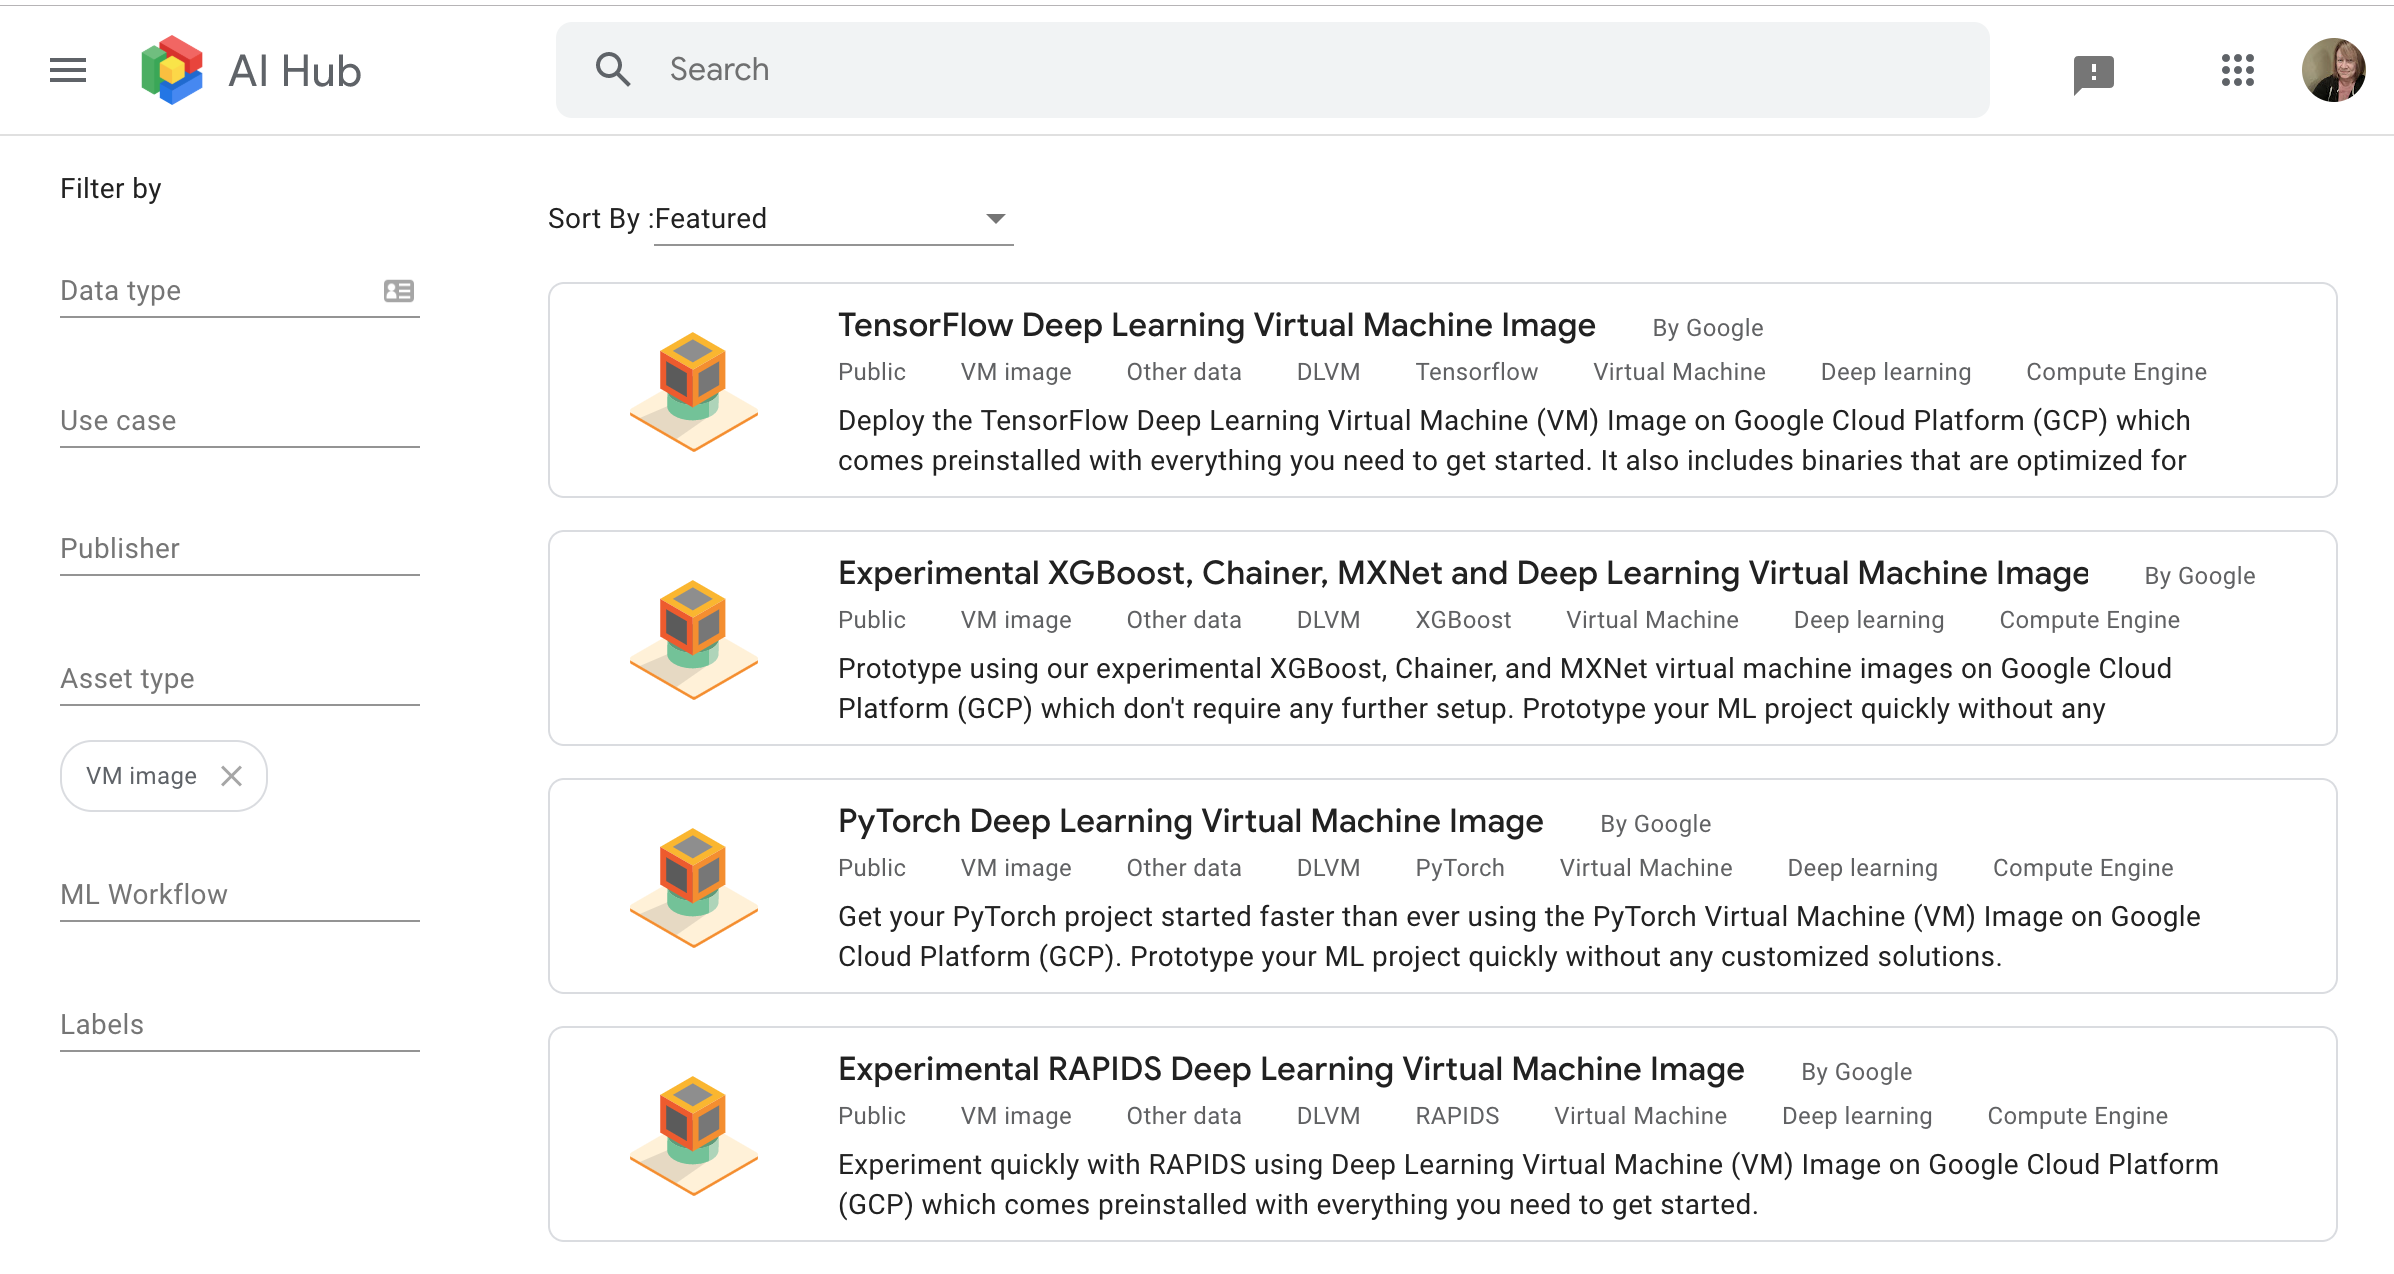 AI Hub
Search
Filter by
Data type
Use case
Publisher
Asset type
VM image
ML Workflow
Labels
Sort By :Featured
TensorFlow Deep Learning Virtual Machine Image By Google
Public VM image Other data DLVM Tensorflow Virtual Machine Deep learning Compute Engine
Deploy the TensorFlow Deep Learning Virtual Machine (VM) Image on Google Cloud Platform (GCP) which
comes preinstalled with everything you need to get started. It also includes binaries that are optimized for
Experimental XGBoost, Chainer, MXNet and Deep Learning Virtual Machine Image By Google
Public VM image Other data DLVM XGBoost Virtual Machine Deep learning Compute Engine
Prototype using our experimental XGBoost, Chainer, and MXNet virtual machine images on Google Cloud
Platform (GCP) which don't require any further setup. Prototype your ML project quickly without any
PyTorch Deep Learning Virtual Machine Image By Google
Public VM image Other data DLVM PyTorch Virtual Machine Deep learning Compute Engine
Get your PyTorch project started faster than ever using the PyTorch Virtual Machine (VM) Image on Google
Cloud Platform (GCP). Prototype your ML project quickly without any customized solutions.
Experimental RAPIDS Deep Learning Virtual Machine Image By Google
Public VM image Other data DLVM RAPIDS Virtual Machine Deep learning Compute Engine
Experiment quickly with RAPIDS using Deep Learning Virtual Machine (VM) Image on Google Cloud Platform
(GCP) which comes preinstalled with everything you need to get started.